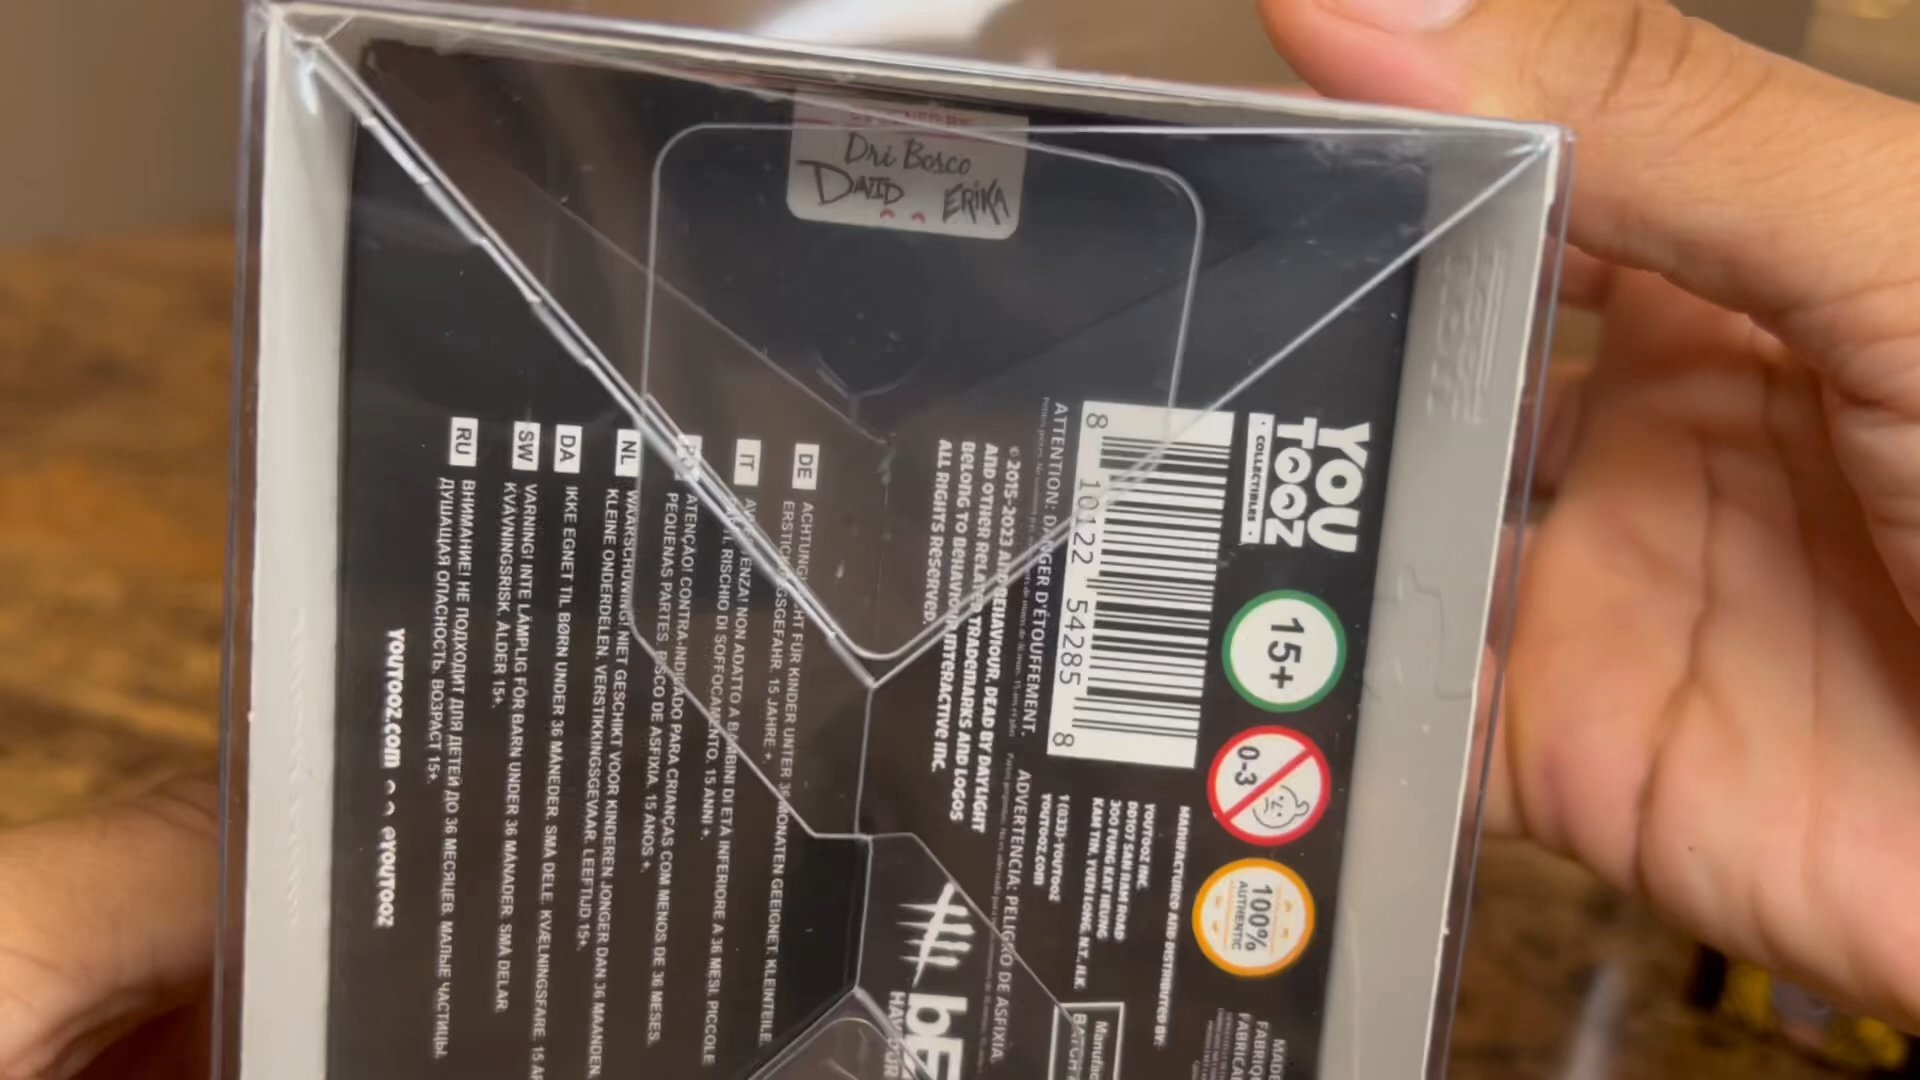 Dri Bosco
DAVID ERIKA
YOU
TOOZ
COLLECTIBLES
15+
0-3
100%
AUTHENTIC
8 10122 54285 8
MANUFACTURED AND DISTRIBUTED BY:
YOUTOOZ INC.
DD107 SAN TAM ROAD
300 FUNG KAT HEUNG
KAM TIN, YUEN LONG, N.T., H.K.
1 (833)-YOUTOOZ
YOUTOOZ.COM
ATTENTION: DANGER D'ÉTOUFFEMENT.
ADVERTENCIA: PELIGRO DE ASFIXIA.
© 2015-2023 AND BEHAVIOUR, DEAD BY DAYLIGHT
AND OTHER RELATED TRADEMARKS AND LOGOS
BELONG TO BEHAVIOUR INTERACTIVE INC.
ALL RIGHTS RESERVED.
DE ACHTUNG! NICHT FÜR KINDER UNTER 36 MONATEN GEEIGNET. KLEINTEILE.
ERSTICKUNGSGEFAHR. 15 JAHRE +.
IT AVVERTENZA! NON ADATTO A BAMBINI DI ETÀ INFERIORE A 36 MESI. PICCOLE
PARTI. RISCHIO DI SOFFOCAMENTO. 15 ANNI +.
ATENÇÃO! CONTRA-INDICADO PARA CRIANÇAS COM MENOS DE 36 MESES.
PEQUENAS PARTES. RISCO DE ASFIXIA. 15 ANOS +.
NL WAARSCHUWING! NIET GESCHIKT VOOR KINDEREN JONGER DAN 36 MAANDEN.
KLEINE ONDERDELEN. VERSTIKKINGSGEVAAR. LEEFTIJD 15+.
DA IKKE EGNET TIL BØRN UNDER 36 MÅNEDER. SMÅ DELE. KVÆLNINGSFARE. 15
SW VARNING! INTE LÄMPLIG FÖR BARN UNDER 36 MÅNADER. SMÅ DELAR.
KVÄVNINGSRISK. ÅLDER 15+.
RU ВНИМАНИЕ! НЕ ПОДХОДИТ ДЛЯ ДЕТЕЙ ДО 36 МЕСЯЦЕВ. МАЛЫЕ ЧАСТИЦЫ.
ДУШАЩАЯ ОПАСНОСТЬ. ВОЗРАСТ 15+.
YOUTOOZ.COM @YOUTOOZ